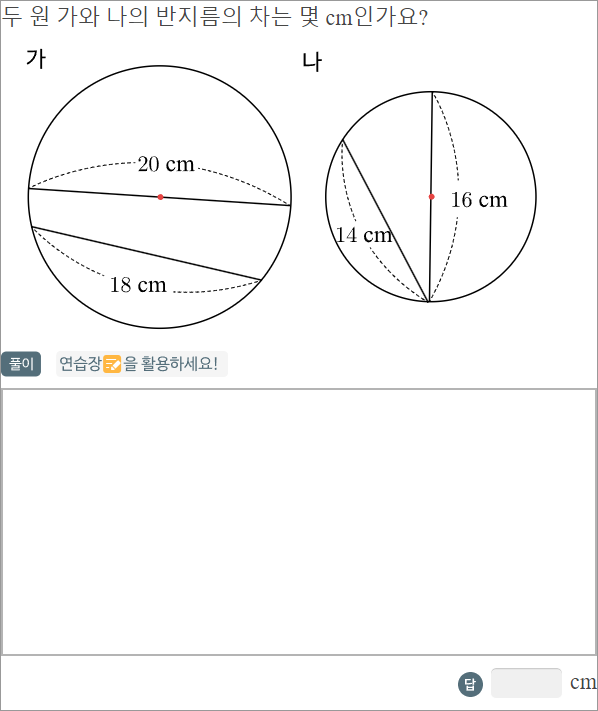 두 원 가와 나의 반지름의 차는 몇 cm인가요?
가
나
20 cm
16 cm
14 cm
18 cm
풀이 연습장을 활용하세요!
답 cm